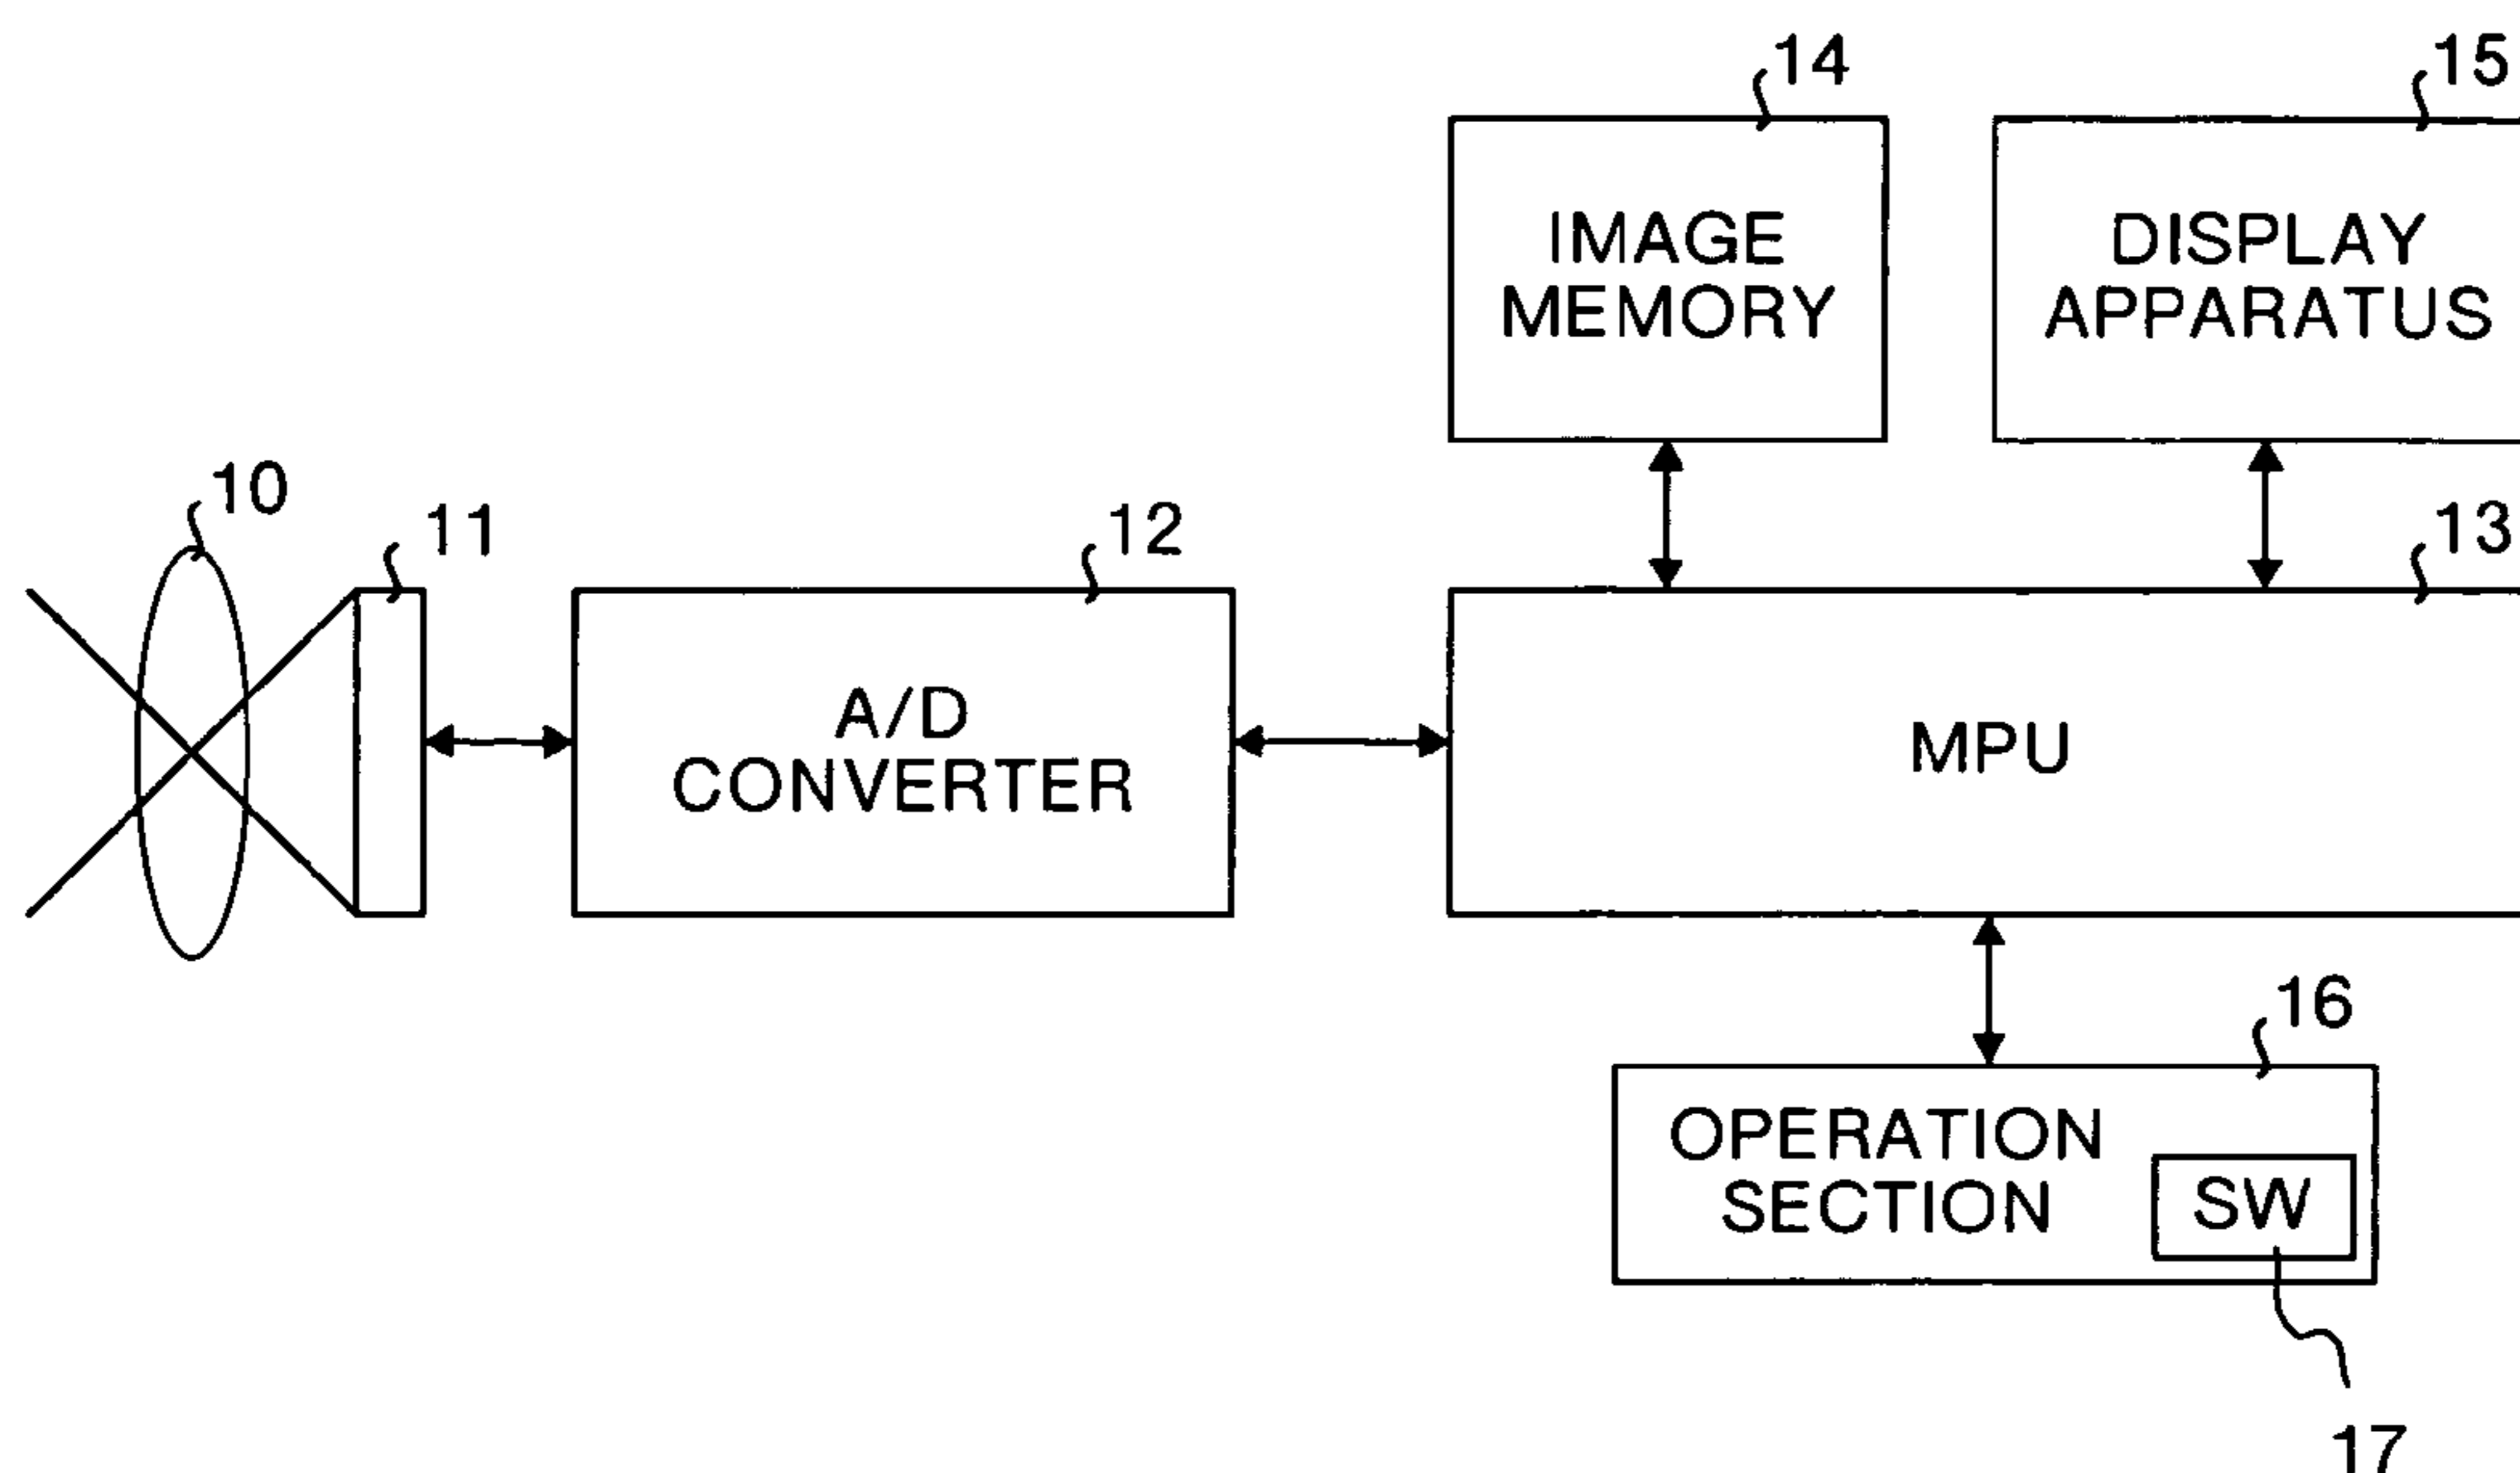 14
15
IMAGE
MEMORY
DISPLAY
APPARATUS
10
11
12
13
A/D
CONVERTER
MPU
16
OPERATION
SECTION
SW
17